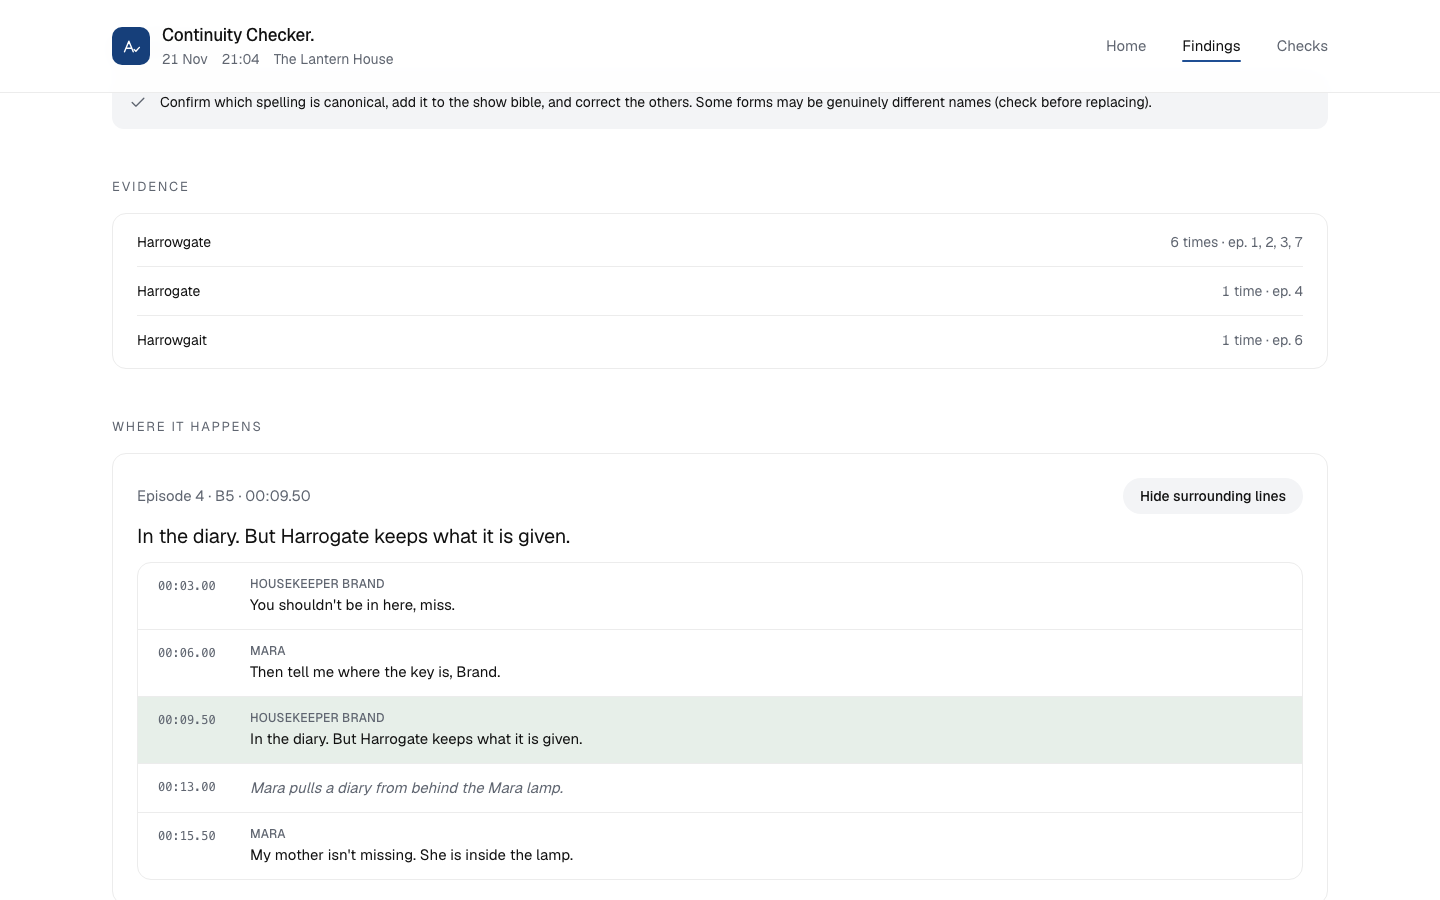 Continuity Checker.
21 Nov 21:04 The Lantern House
Home Findings Checks
Confirm which spelling is canonical, add it to the show bible, and correct the others. Some forms may be genuinely different names (check before replacing).
EVIDENCE
Harrowgate 6 times · ep. 1, 2, 3, 7
Harrogate 1 time · ep. 4
Harrowgait 1 time · ep. 6
WHERE IT HAPPENS
Episode 4 · B5 · 00:09.50 Hide surrounding lines
In the diary. But Harrogate keeps what it is given.
00:03.00 HOUSEKEEPER BRAND
You shouldn't be in here, miss.
00:06.00 MARA
Then tell me where the key is, Brand.
00:09.50 HOUSEKEEPER BRAND
In the diary. But Harrogate keeps what it is given.
00:13.00 Mara pulls a diary from behind the Mara lamp.
00:15.50 MARA
My mother isn't missing. She is inside the lamp.